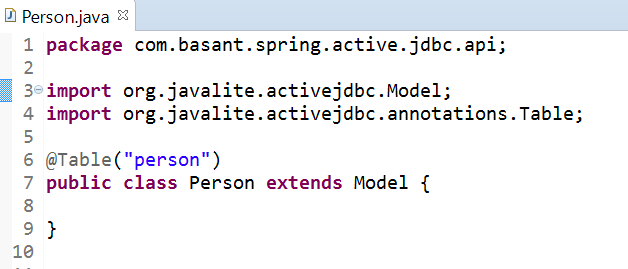 Person.java
1 package com.basant.spring.active.jdbc.api;
2
3 import org.javalite.activejdbc.Model;
4 import org.javalite.activejdbc.annotations.Table;
5
6 @Table("person")
7 public class Person extends Model {
8
9 }
10